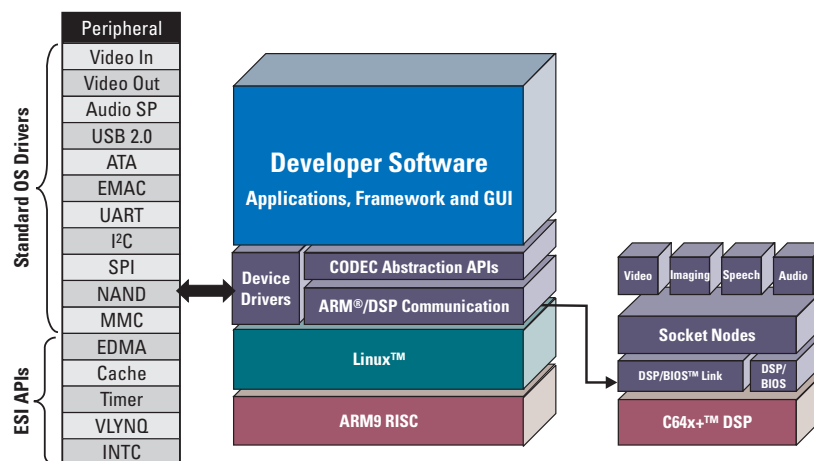 Peripheral
Video In
Video Out
Audio SP
USB 2.0
ATA
EMAC
UART
I²C
SPI
NAND
MMC
EDMA
Cache
Timer
VLYNQ
INTC
Standard OS Drivers
ESI APIs
Developer Software
Applications, Framework and GUI
Device
Drivers
CODEC Abstraction APIs
ARM®/DSP Communication
Linux™
ARM9 RISC
Video
Imaging
Speech
Audio
Socket Nodes
DSP/BIOS™ Link
DSP/
BIOS
C64x+™ DSP